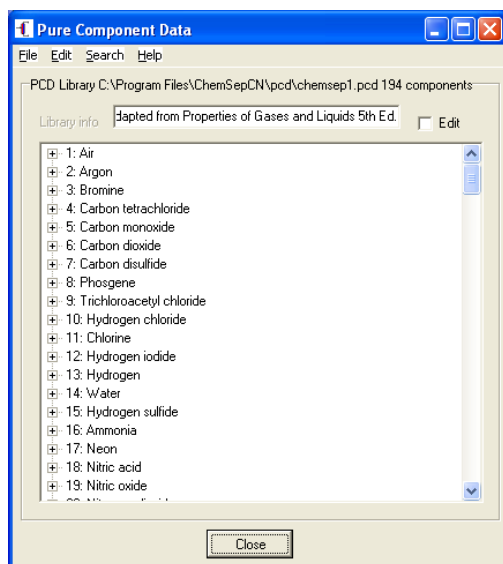 Pure Component Data
File Edit Search Help
PCD Library C:\Program Files\ChemSepCN\pcd\chemsep1.pcd 194 components
Library info dapted from Properties of Gases and Liquids 5th Ed. Edit
1: Air
2: Argon
3: Bromine
4: Carbon tetrachloride
5: Carbon monoxide
6: Carbon dioxide
7: Carbon disulfide
8: Phosgene
9: Trichloroacetyl chloride
10: Hydrogen chloride
11: Chlorine
12: Hydrogen iodide
13: Hydrogen
14: Water
15: Hydrogen sulfide
16: Ammonia
17: Neon
18: Nitric acid
19: Nitric oxide
Close